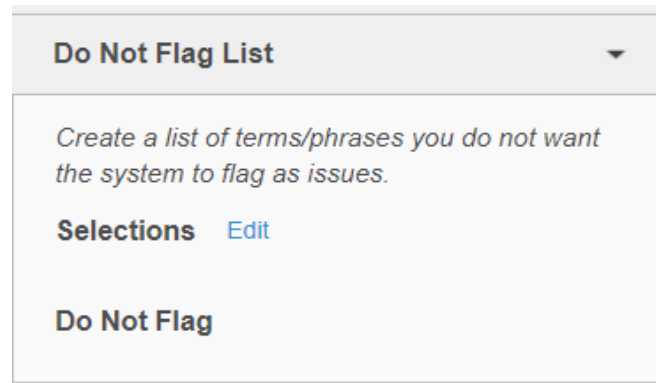 Do Not Flag List
Create a list of terms/phrases you do not want
the system to flag as issues.
Selections Edit
Do Not Flag